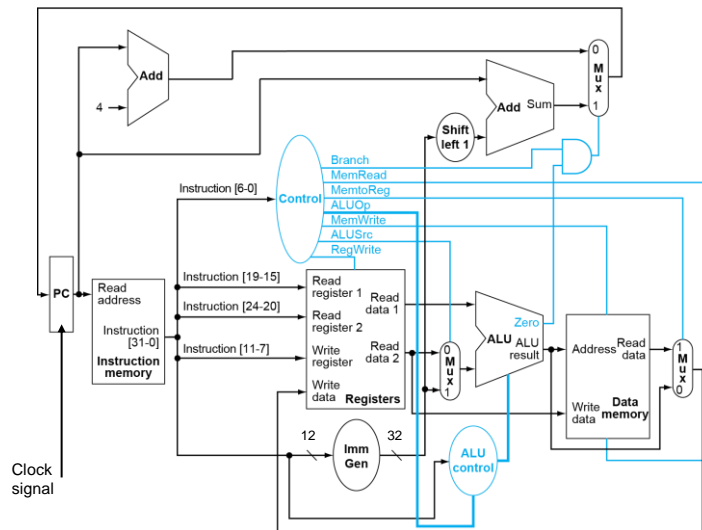 Add
4
Add
Sum
0
Mux
1
Shift
left 1
Branch
MemRead
MemtoReg
ALUOp
MemWrite
ALUSrc
RegWrite
Control
Instruction [6-0]
PC
Read
address
Instruction
[31-0]
Instruction
memory
Instruction [19-15]
Instruction [24-20]
Instruction [11-7]
Read
register 1
Read
register 2
Write
register
Write
data
Read
data 1
Read
data 2
Registers
0
Mux
1
Zero
ALU
ALU
result
Address
Read
data
Write
data
Data
memory
1
Mux
0
12
Imm
Gen
32
ALU
control
Clock
signal